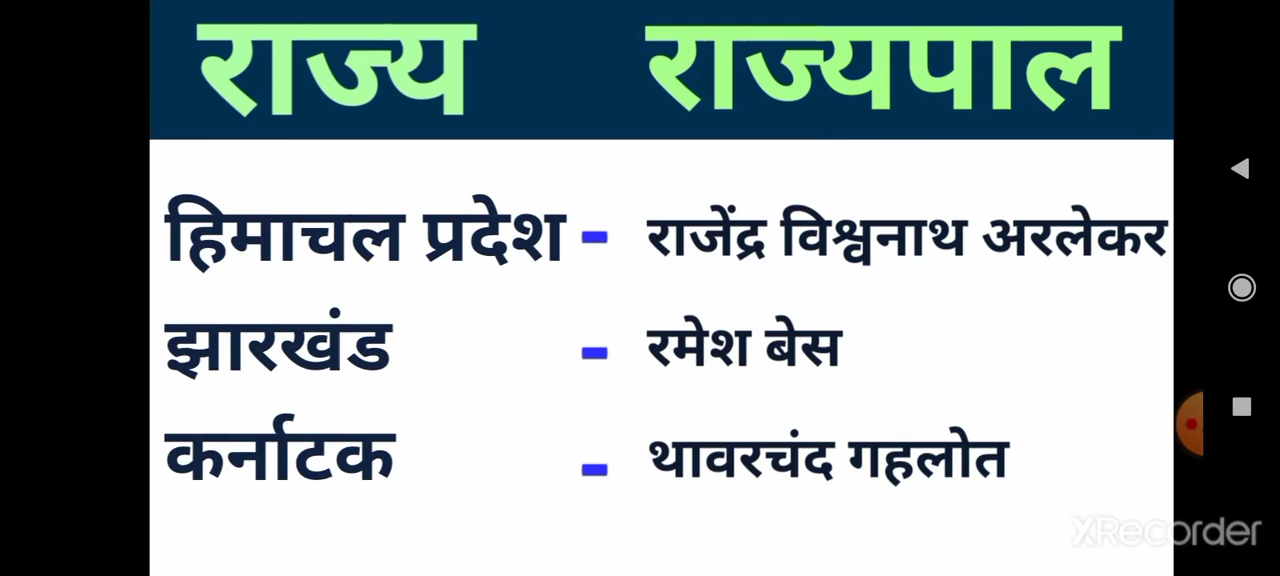 राज्य राज्यपाल
हिमाचल प्रदेश - राजेंद्र विश्वनाथ अरलेकर
झारखंड - रमेश बेस
कर्नाटक - थावरचंद गहलोत
XRecorder